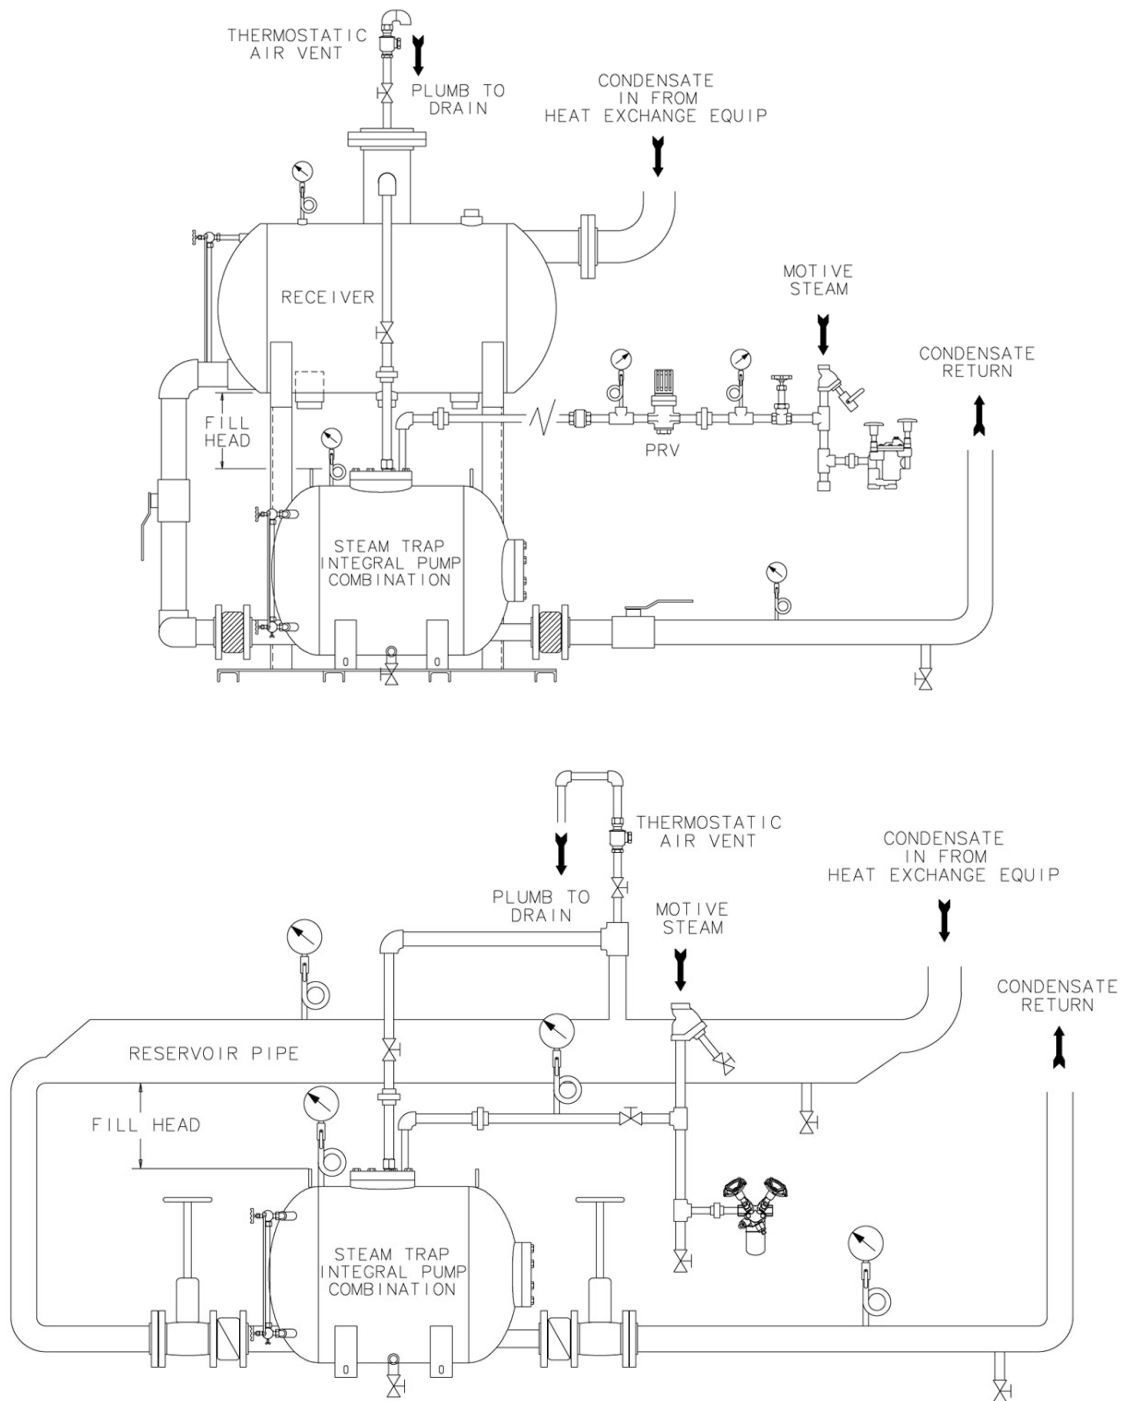 THERMOSTATIC
AIR VENT
PLUMB TO
DRAIN
CONDENSATE
IN FROM
HEAT EXCHANGE EQUIP
MOTIVE
STEAM
RECEIVER
CONDENSATE
RETURN
FILL
HEAD
PRV
STEAM TRAP
INTEGRAL PUMP
COMBINATION
THERMOSTATIC
AIR VENT
CONDENSATE
IN FROM
HEAT EXCHANGE EQUIP
PLUMB TO
DRAIN
MOTIVE
STEAM
CONDENSATE
RETURN
RESERVOIR PIPE
FILL HEAD
STEAM TRAP
INTEGRAL PUMP
COMBINATION